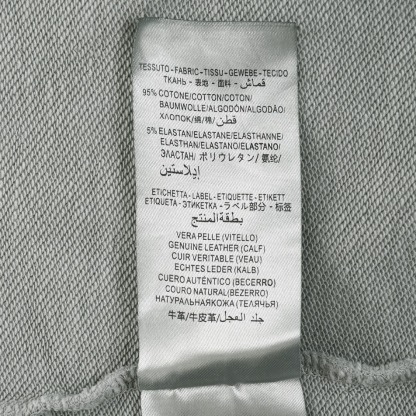 TESSUTO-FABRIC-TISSU-GEWEBE-TECIDO
ТКАНЬ - 表地 - 面料 - قماش
95% COTONE/COTTON/COTON/
BAUMWOLLE/ALGODÓN/ALGODÃO/
ХЛОПОК/綿/棉/قطن
5% ELASTAN/ELASTANE/ELASTHANNE/
ELASTHAN/ELASTANO/ELASTANO/
ЭЛАСТАН/ ポリウレタン/ 氨纶/
إيلاستين
ETICHETTA-LABEL-ETIQUETTE-ETIKETT
ETIQUETA-ЭТИКЕТКА-ラベル部分-标签
بطقة المنتج
VERA PELLE (VITELLO)
GENUINE LEATHER (CALF)
CUIR VERITABLE (VEAU)
ECHTES LEDER (KALB)
CUERO AUTÉNTICO (BECERRO)
COURO NATURAL (BEZERRO)
НАТУРАЛЬНАЯКОЖА (ТЕЛЯЧЬЯ)
牛革/牛皮革/ جلد العجل